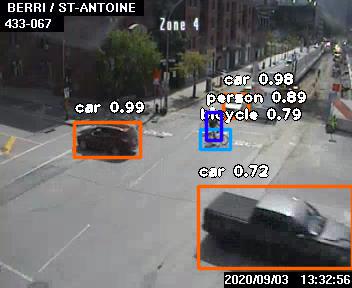 BERRI / ST-ANTOINE
433-067
Zone 4
car 0.98
person 0.89
car 0.99
bicycle 0.79
car 0.72
2020/09/03 13:32:56